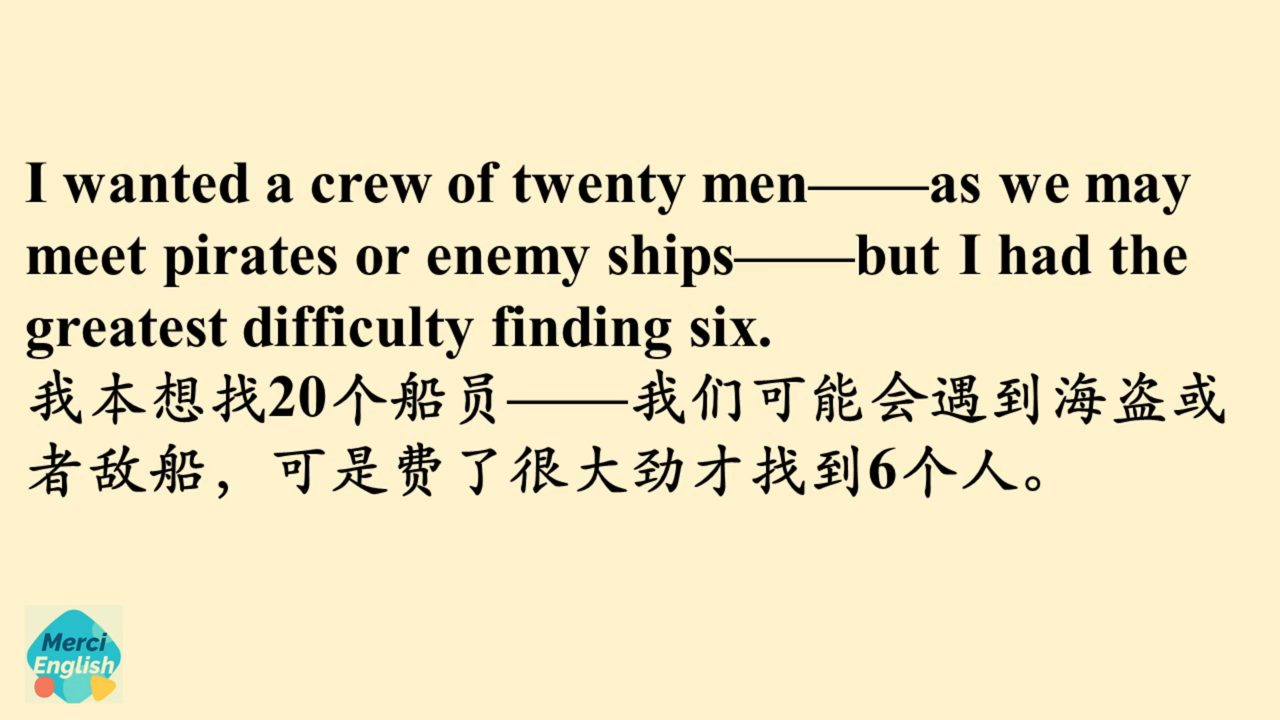 I wanted a crew of twenty men——as we may
meet pirates or enemy ships——but I had the
greatest difficulty finding six.
我本想找20个船员——我们可能会遇到海盗或
者敌船，可是费了很大劲才找到6个人。
Merci
English